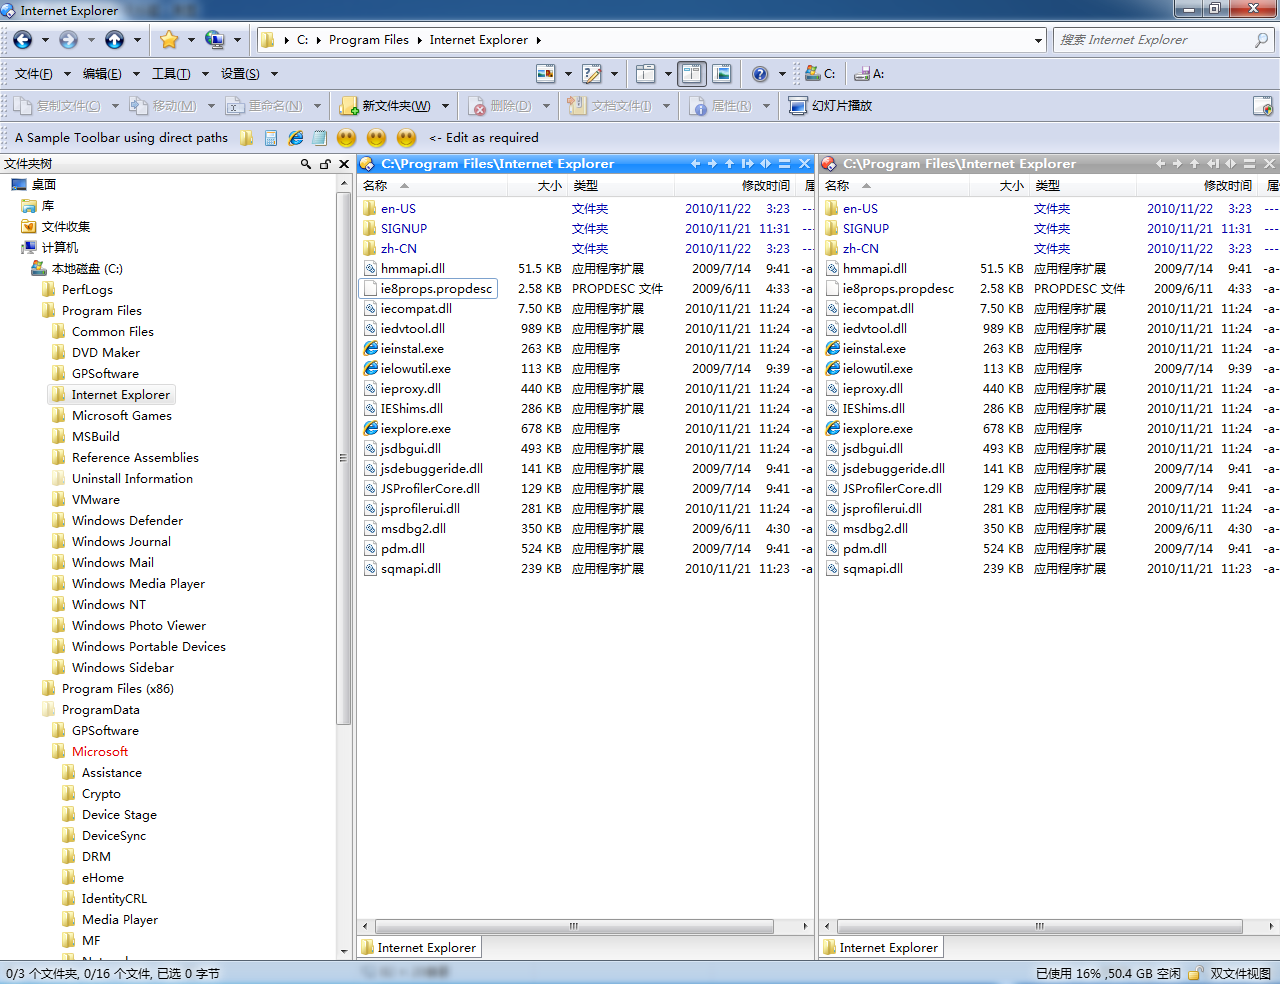 Internet Explorer
C: Program Files Internet Explorer 搜索 Internet Explorer
文件(F) 编辑(E) 工具(T) 设置(S) C: A:
复制文件(C) 移动(M) 重命名(N) 新文件夹(W) 删除(D) 文档文件(I) 属性(R) 幻灯片播放
A Sample Toolbar using direct paths <- Edit as required
文件夹树
桌面
库
文件收集
计算机
本地磁盘 (C:)
PerfLogs
Program Files
Common Files
DVD Maker
GPSoftware
Internet Explorer
Microsoft Games
MSBuild
Reference Assemblies
Uninstall Information
VMware
Windows Defender
Windows Journal
Windows Mail
Windows Media Player
Windows NT
Windows Photo Viewer
Windows Portable Devices
Windows Sidebar
Program Files (x86)
ProgramData
GPSoftware
Microsoft
Assistance
Crypto
Device Stage
DeviceSync
DRM
eHome
IdentityCRL
Media Player
MF
C:\Program Files\Internet Explorer
名称 大小 类型 修改时间 属
en-US 文件夹 2010/11/22 3:23 ---
SIGNUP 文件夹 2010/11/21 11:31 ---
zh-CN 文件夹 2010/11/22 3:23 ---
hmmapi.dll 51.5 KB 应用程序扩展 2009/7/14 9:41 -a
ie8props.propdesc 2.58 KB PROPDESC 文件 2009/6/11 4:33 -a
iecompat.dll 7.50 KB 应用程序扩展 2010/11/21 11:24 -a
iedvtool.dll 989 KB 应用程序扩展 2010/11/21 11:24 -a
ieinstal.exe 263 KB 应用程序 2010/11/21 11:24 -a
ielowutil.exe 113 KB 应用程序 2009/7/14 9:39 -a
ieproxy.dll 440 KB 应用程序扩展 2010/11/21 11:24 -a
IEShims.dll 286 KB 应用程序扩展 2010/11/21 11:24 -a
iexplore.exe 678 KB 应用程序 2010/11/21 11:24 -a
jsdbgui.dll 493 KB 应用程序扩展 2010/11/21 11:24 -a
jsdebuggeride.dll 141 KB 应用程序扩展 2009/7/14 9:41 -a
JSProfilerCore.dll 129 KB 应用程序扩展 2009/7/14 9:41 -a
jsprofilerui.dll 281 KB 应用程序扩展 2010/11/21 11:24 -a
msdbg2.dll 350 KB 应用程序扩展 2009/6/11 4:30 -a
pdm.dll 524 KB 应用程序扩展 2009/7/14 9:41 -a
sqmapi.dll 239 KB 应用程序扩展 2010/11/21 11:23 -a
Internet Explorer
C:\Program Files\Internet Explorer
名称 大小 类型 修改时间 属
en-US 文件夹 2010/11/22 3:23 ---
SIGNUP 文件夹 2010/11/21 11:31 ---
zh-CN 文件夹 2010/11/22 3:23 ---
hmmapi.dll 51.5 KB 应用程序扩展 2009/7/14 9:41 -a-
ie8props.propdesc 2.58 KB PROPDESC 文件 2009/6/11 4:33 -a-
iecompat.dll 7.50 KB 应用程序扩展 2010/11/21 11:24 -a-
iedvtool.dll 989 KB 应用程序扩展 2010/11/21 11:24 -a-
ieinstal.exe 263 KB 应用程序 2010/11/21 11:24 -a-
ielowutil.exe 113 KB 应用程序 2009/7/14 9:39 -a-
ieproxy.dll 440 KB 应用程序扩展 2010/11/21 11:24 -a-
IEShims.dll 286 KB 应用程序扩展 2010/11/21 11:24 -a-
iexplore.exe 678 KB 应用程序 2010/11/21 11:24 -a-
jsdbgui.dll 493 KB 应用程序扩展 2010/11/21 11:24 -a-
jsdebuggeride.dll 141 KB 应用程序扩展 2009/7/14 9:41 -a-
JSProfilerCore.dll 129 KB 应用程序扩展 2009/7/14 9:41 -a-
jsprofilerui.dll 281 KB 应用程序扩展 2010/11/21 11:24 -a-
msdbg2.dll 350 KB 应用程序扩展 2009/6/11 4:30 -a-
pdm.dll 524 KB 应用程序扩展 2009/7/14 9:41 -a-
sqmapi.dll 239 KB 应用程序扩展 2010/11/21 11:23 -a-
Internet Explorer
0/3 个文件夹, 0/16 个文件, 已选 0 字节 已使用 16% ,50.4 GB 空闲 双文件视图